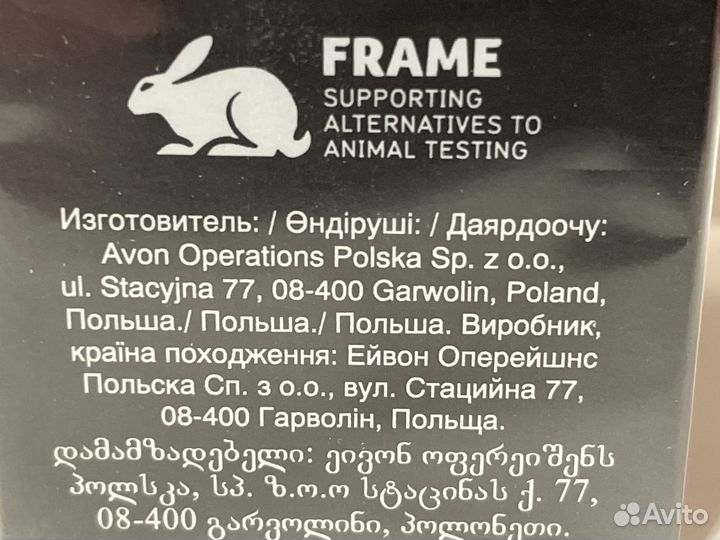 FRAME
SUPPORTING
ALTERNATIVES TO
ANIMAL TESTING
Изготовитель: / Өндіруші: / Даярдоочу:
Avon Operations Polska Sp. z o.o.,
ul. Stacyjna 77, 08-400 Garwolin, Poland,
Польша./ Польша./ Польша. Виробник,
країна походження: Ейвон Оперейшнс
Польска Сп. з о.о., вул. Стацийна 77,
08-400 Гарволін, Польща.
დამამზადებელი: ეივონ ოფერეიშენს
პოლსკა, სპ. ზ.ო.ო სტაცინას ქ. 77,
08-400 გარვოლინი, პოლონეთი.
Avito